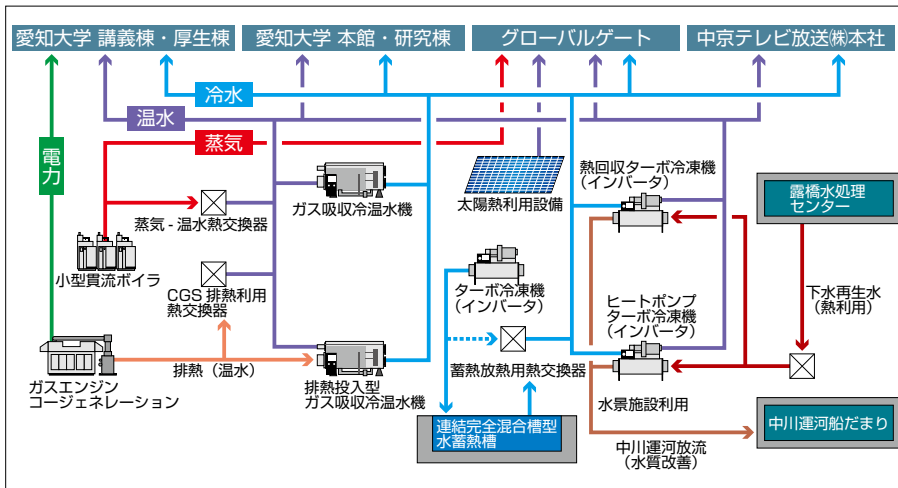 愛知大学 講義棟・厚生棟
愛知大学 本館・研究棟
グローバルゲート
中京テレビ放送㈱本社
冷水
温水
蒸気
電力
ガス吸収冷温水機
太陽熱利用設備
熱回収ターボ冷凍機
（インバータ）
露橋水処理
センター
蒸気-温水熱交換器
小型貫流ボイラ
CGS排熱利用
熱交換器
ターボ冷凍機
（インバータ）
ヒートポンプ
ターボ冷凍機
（インバータ）
下水再生水
（熱利用）
排熱（温水）
ガスエンジン
コージェネレーション
排熱投入型
ガス吸収冷温水機
蓄熱放熱用熱交換器
水景施設利用
連結完全混合槽型
水蓄熱槽
中川運河放流
（水質改善）
中川運河船だまり